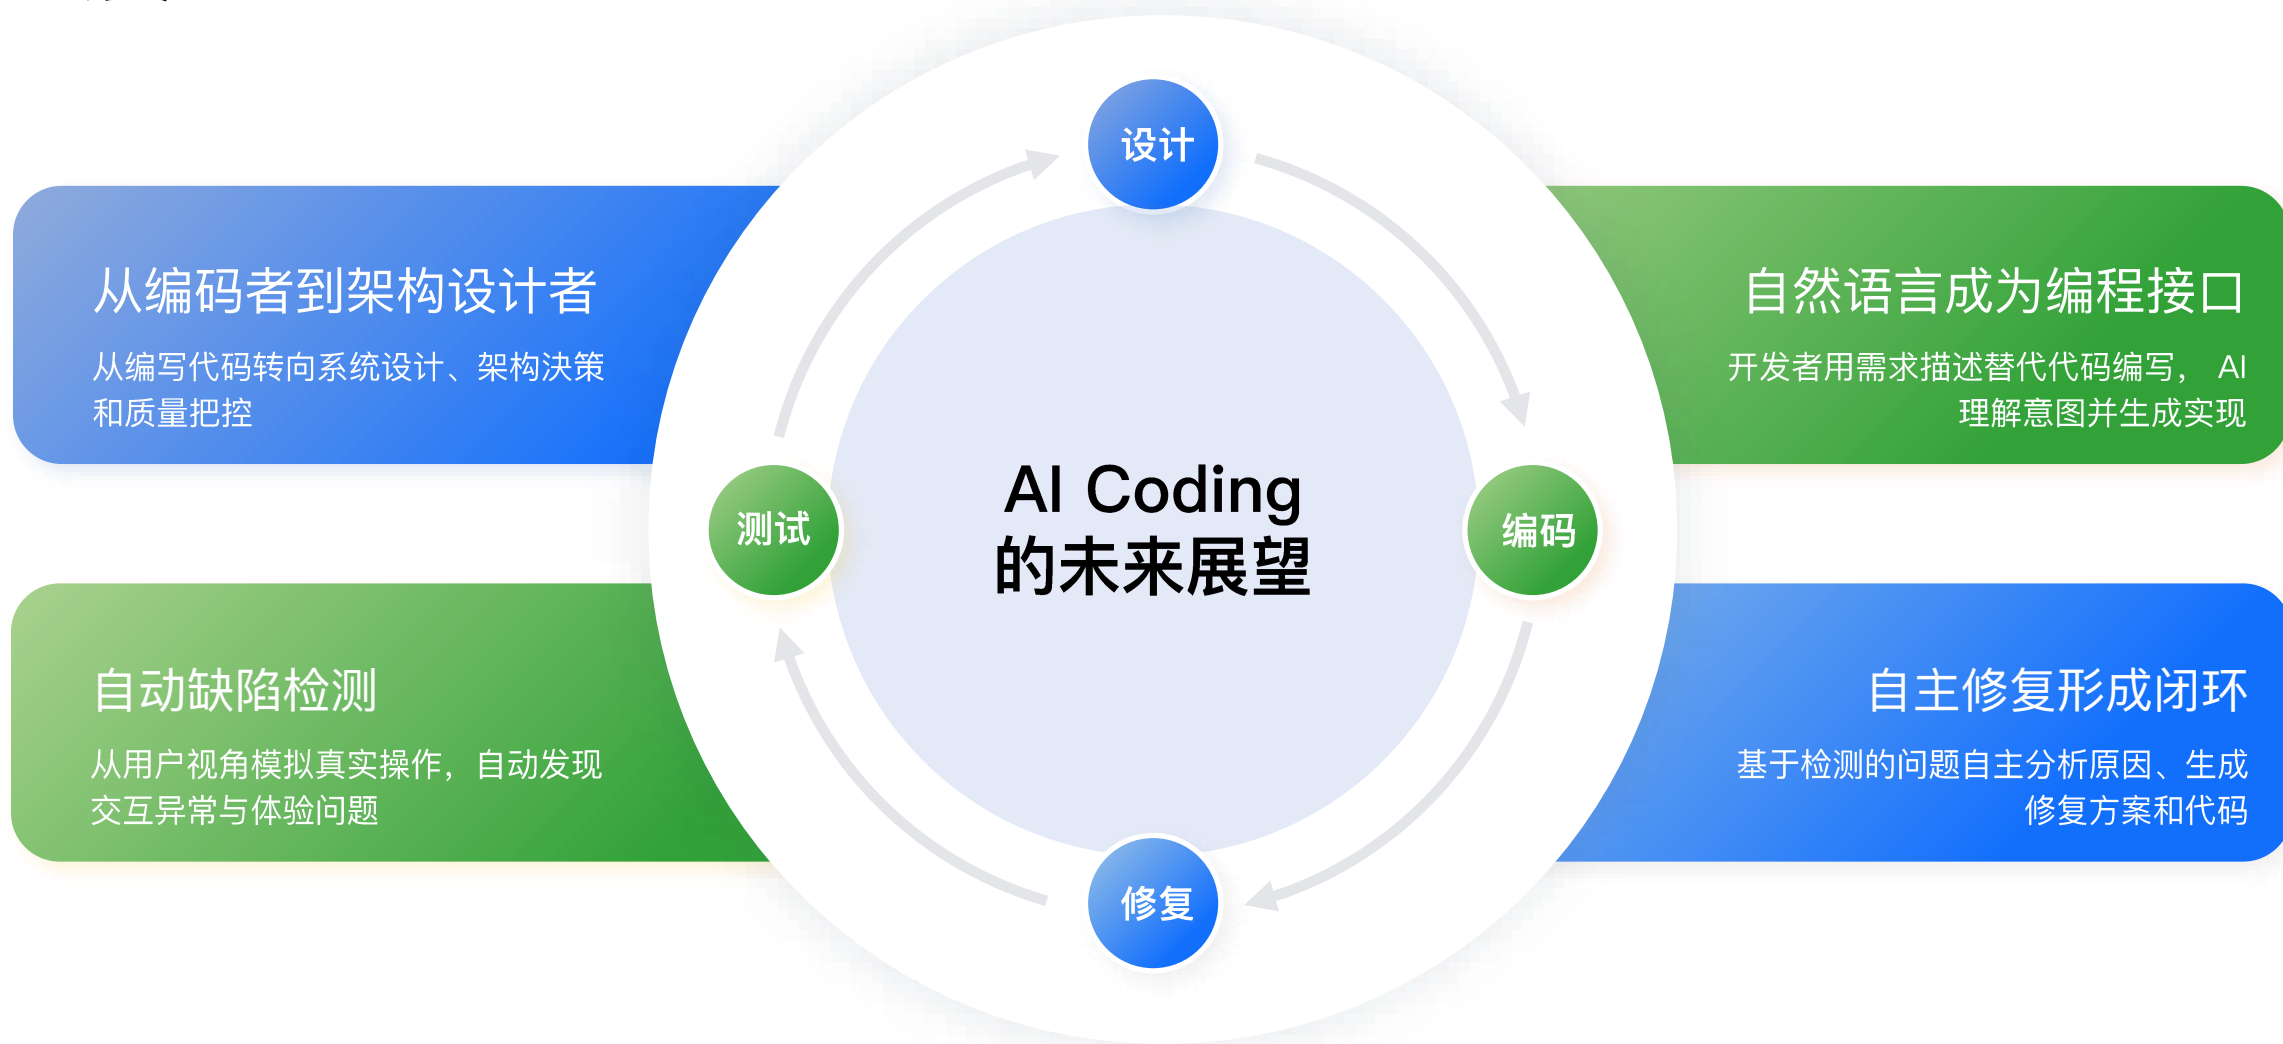 设计
从编码者到架构设计者
从编写代码转向系统设计、架构決策
和质量把控
自然语言成为编程接口
开发者用需求描述替代代码编写， AI
理解意图并生成实现
AI Coding
的未来展望
测试
编码
自动缺陷检测
从用户视角模拟真实操作，自动发现
交互异常与体验问题
自主修复形成闭环
基于检测的问题自主分析原因、生成
修复方案和代码
修复